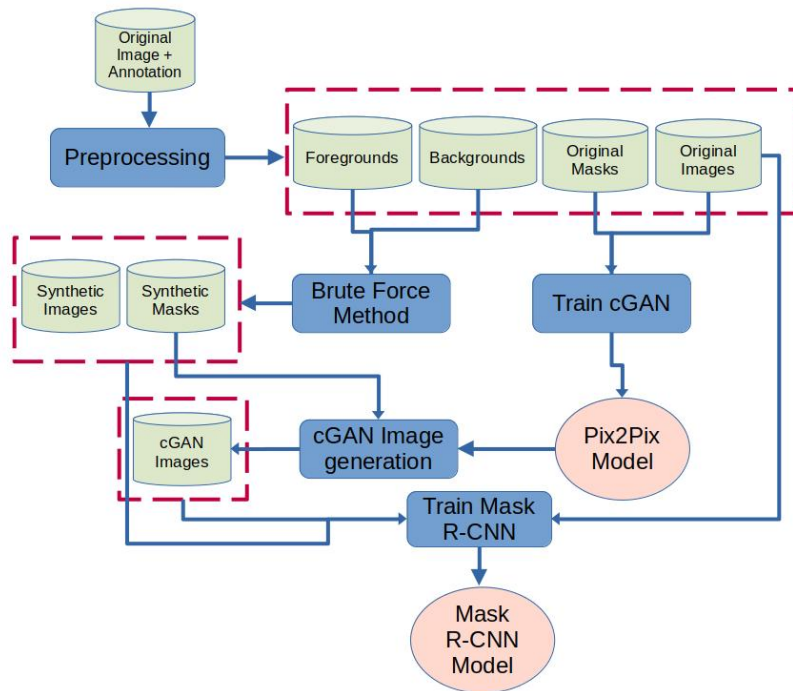 Original
Image +
Annotation
Preprocessing
Foregrounds
Backgrounds
Original
Masks
Original
Images
Synthetic
Images
Synthetic
Masks
Brute Force
Method
Train cGAN
cGAN
Images
cGAN Image
generation
Pix2Pix
Model
Train Mask
R-CNN
Mask
R-CNN
Model